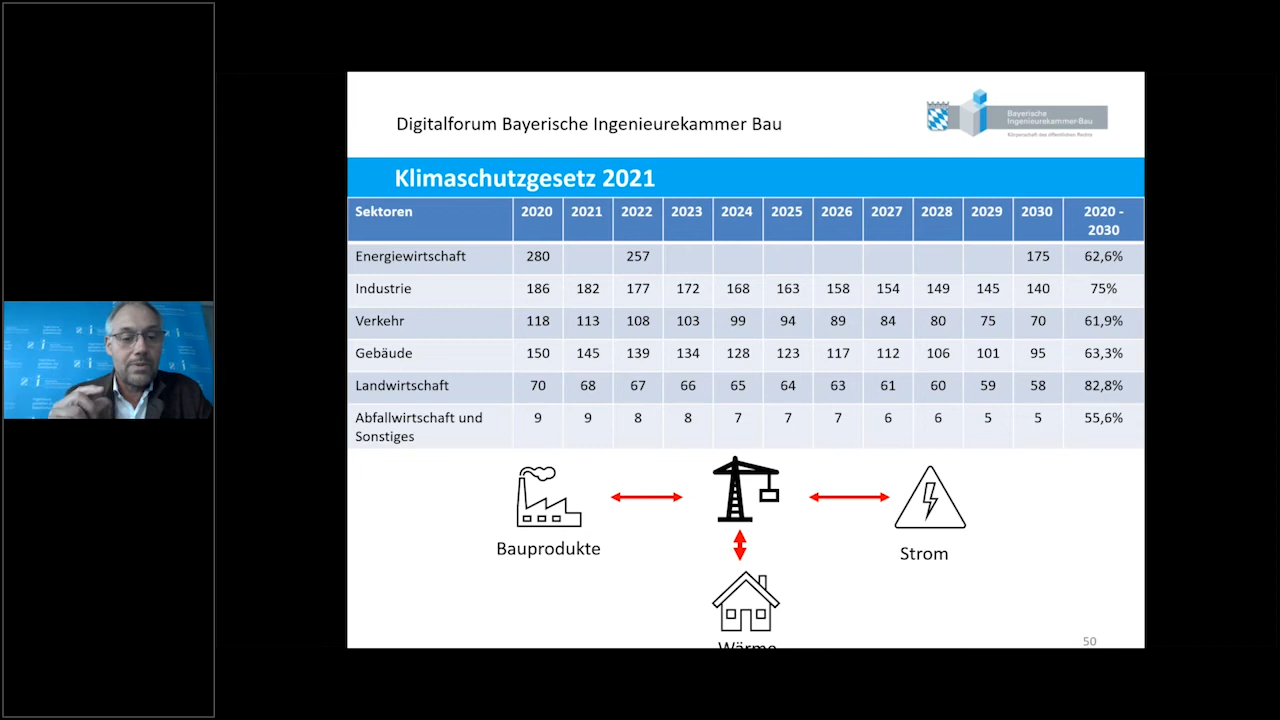 Digitalforum Bayerische Ingenieurekammer Bau
Bayerische
Ingenieurekammer-Bau
Körperschaft des öffentlichen Rechts
Klimaschutzgesetz 2021
Sektoren 2020 2021 2022 2023 2024 2025 2026 2027 2028 2029 2030 2020 -
2030
Energiewirtschaft 280 257 175 62,6%
Industrie 186 182 177 172 168 163 158 154 149 145 140 75%
Verkehr 118 113 108 103 99 94 89 84 80 75 70 61,9%
Gebäude 150 145 139 134 128 123 117 112 106 101 95 63,3%
Landwirtschaft 70 68 67 66 65 64 63 61 60 59 58 82,8%
Abfallwirtschaft und 9 9 8 8 7 7 7 6 6 5 5 55,6%
Sonstiges
Bauprodukte
Strom
Wärme
50